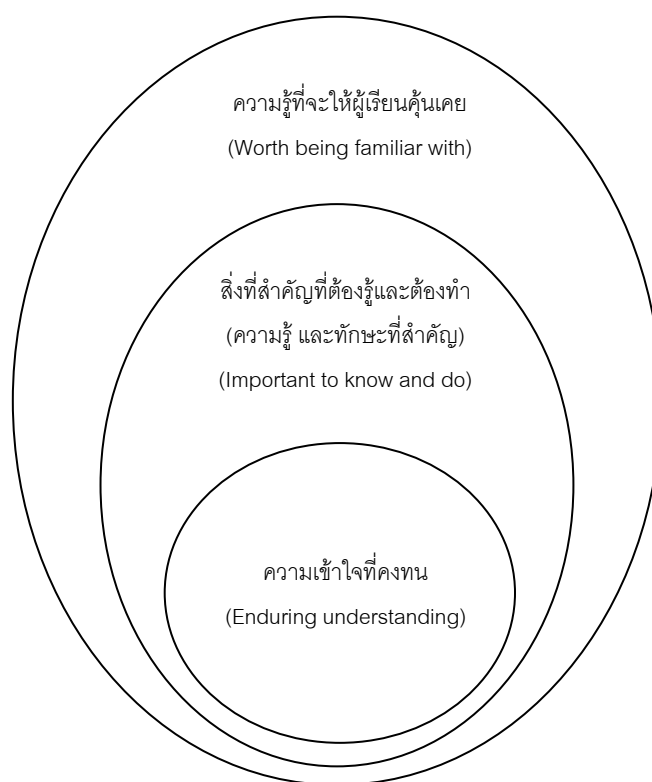 ความรู้ที่จะให้ผู้เรียนคุ้นเคย
(Worth being familiar with)
สิ่งที่สำคัญที่ต้องรู้และต้องทำ
(ความรู้ และทักษะที่สำคัญ)
(Important to know and do)
ความเข้าใจที่คงทน
(Enduring understanding)